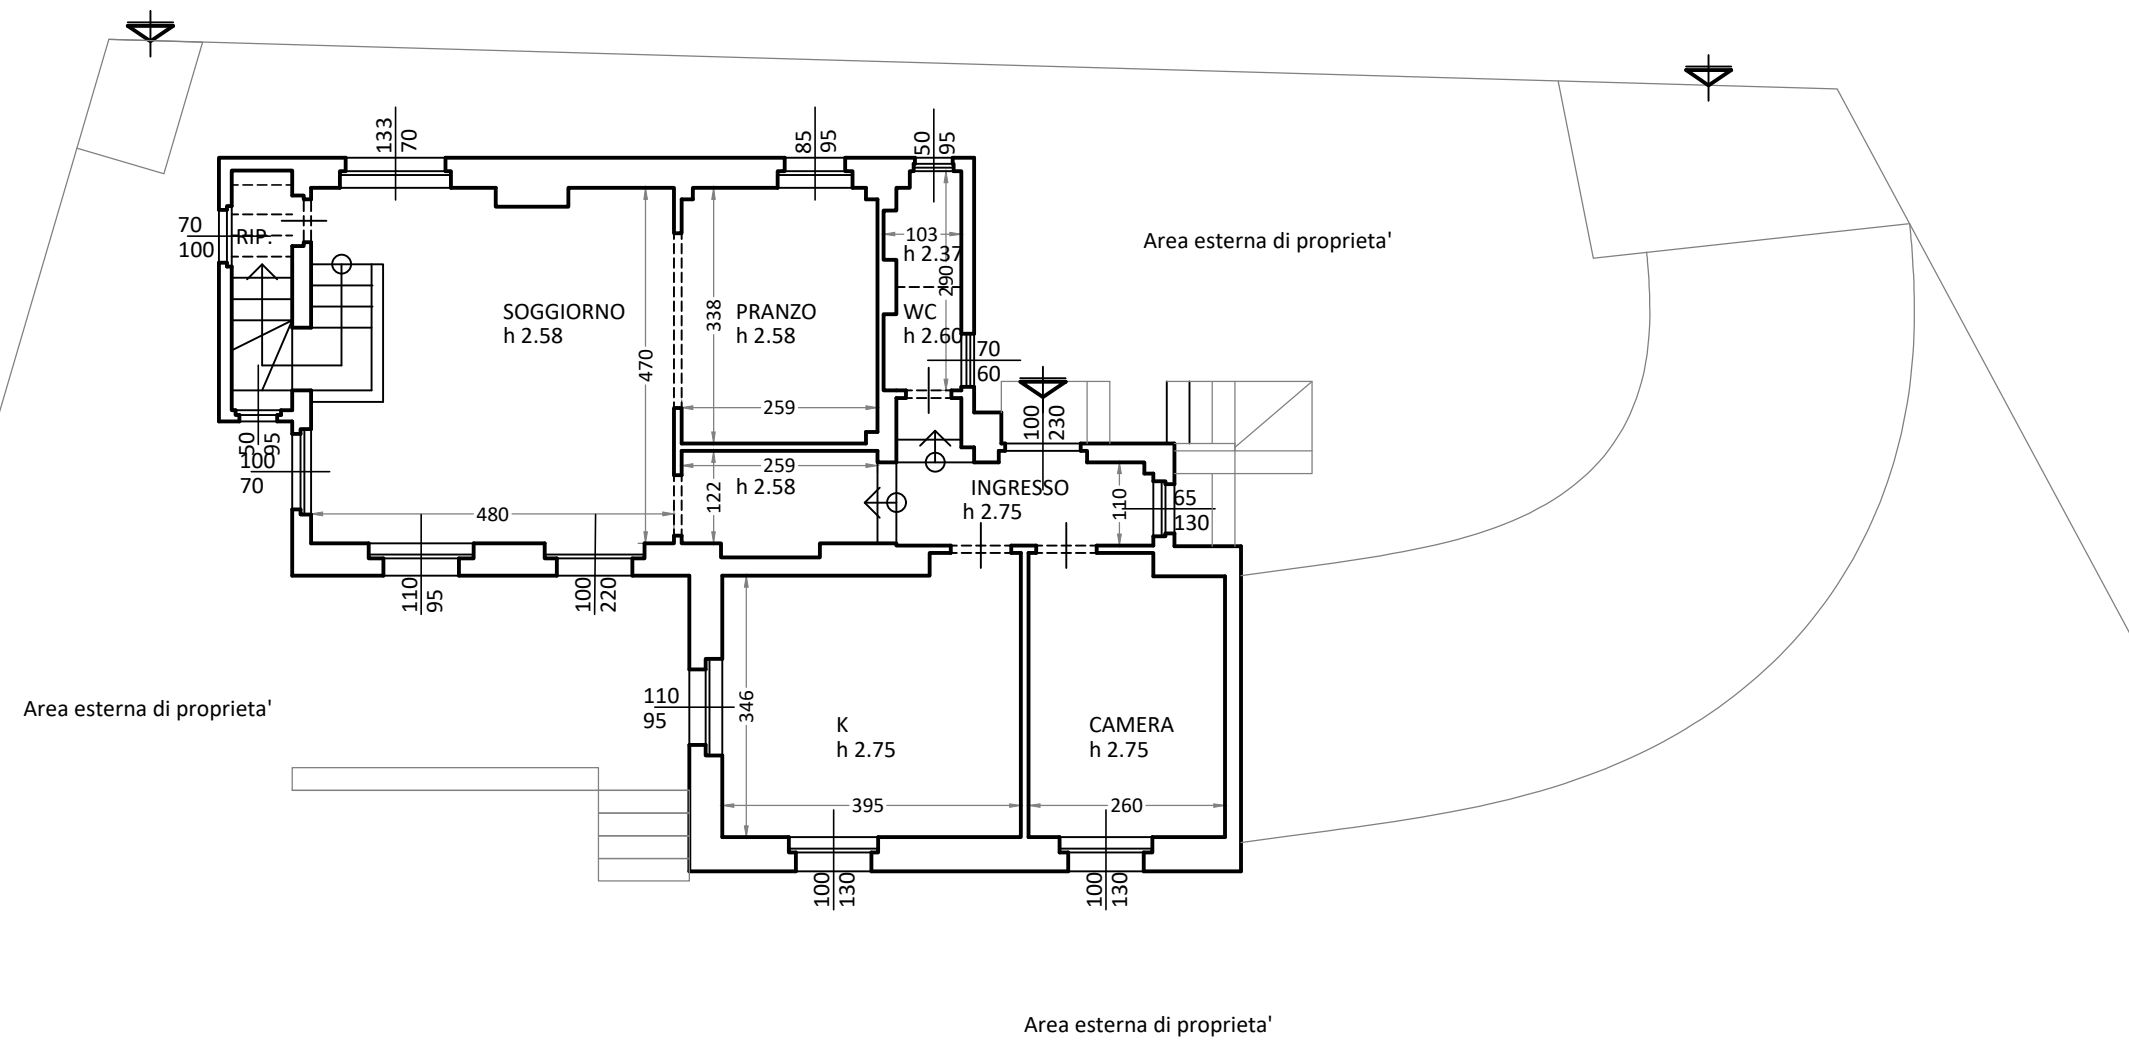 133
70
85
95
50
95
70
100
RIP.
103
h 2.37
290
Area esterna di proprieta'
SOGGIORNO
h 2.58
338
PRANZO
h 2.58
WC
h 2.60
70
60
470
259
100
230
50
95
100
70
259
h 2.58
122
INGRESSO
h 2.75
110
65
130
480
110
95
100
220
110
95
346
K
h 2.75
CAMERA
h 2.75
Area esterna di proprieta'
395
260
100
130
100
130
Area esterna di proprieta'